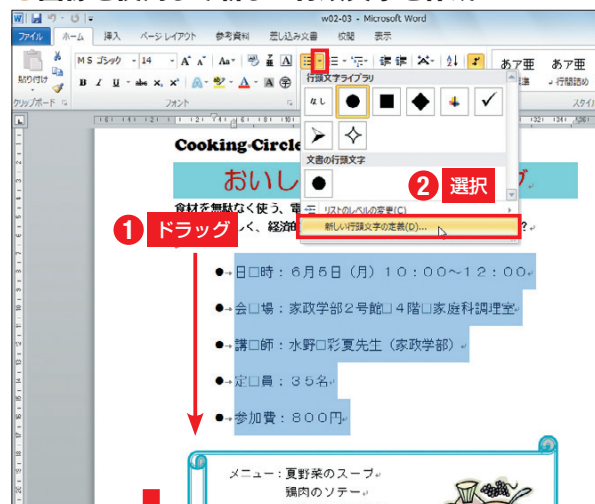 w02-03 - Microsoft Word
ファイル ホーム 挿入 ページ レイアウト 参考資料 差し込み文書 校閲 表示
貼り付け
MS ゴシック 14
クリップボード
フォント
あア亜 あア亜
行間詰め
行頭文字ライブラリ
なし
文書の行頭文字
リストのレベルの変更(C)
新しい行頭文字の定義(D)...
❷ 選択
❶ ドラッグ
Cooking Circle
おいし
食材を無駄なく使う、
く、経済的
●→日□時：６月５日（月）１０：００～１２：００
●→会□場：家政学部２号館□４階□家庭科調理室
●→講□師：水野□彩夏先生（家政学部）
●→定□員：３５名
●→参加費：８００円
メニュー：夏野菜のスープ
鶏肉のソテー